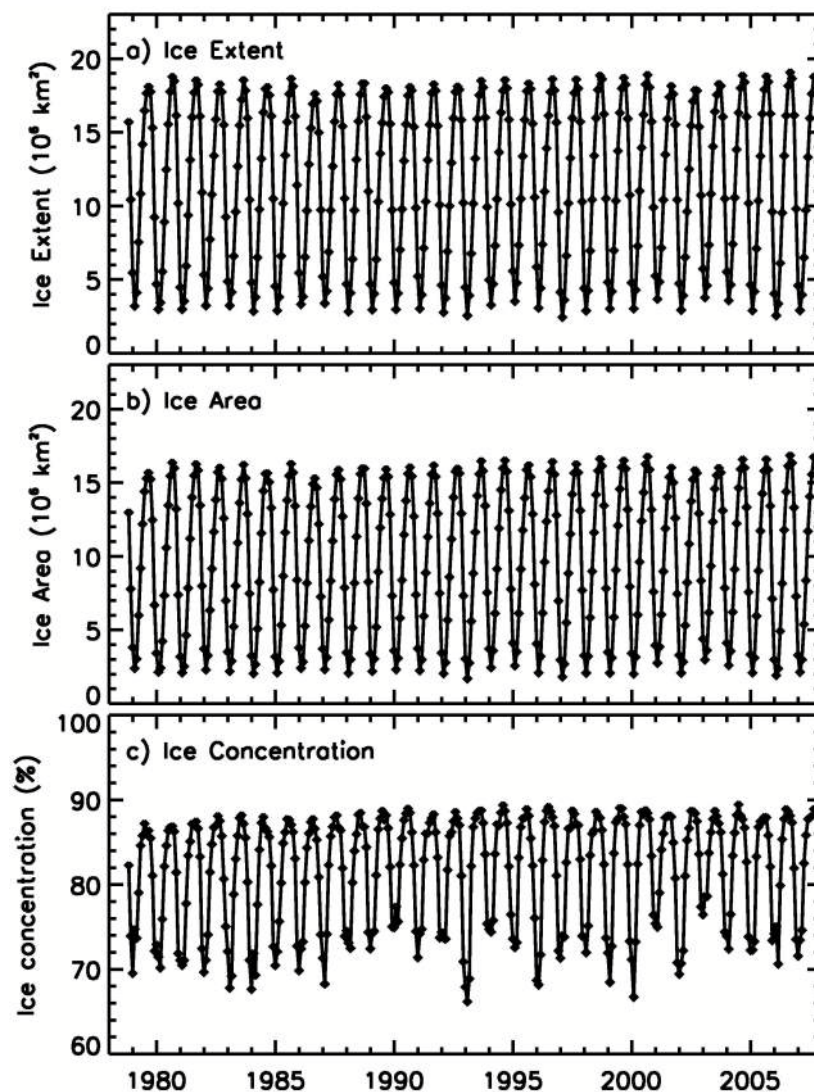 a) Ice Extent
Ice Extent (10⁶ km²)
20
15
10
5
0
b) Ice Area
Ice Area (10⁶ km²)
20
15
10
5
0
c) Ice Concentration
Ice concentration (%)
100
90
80
70
60
1980 1985 1990 1995 2000 2005